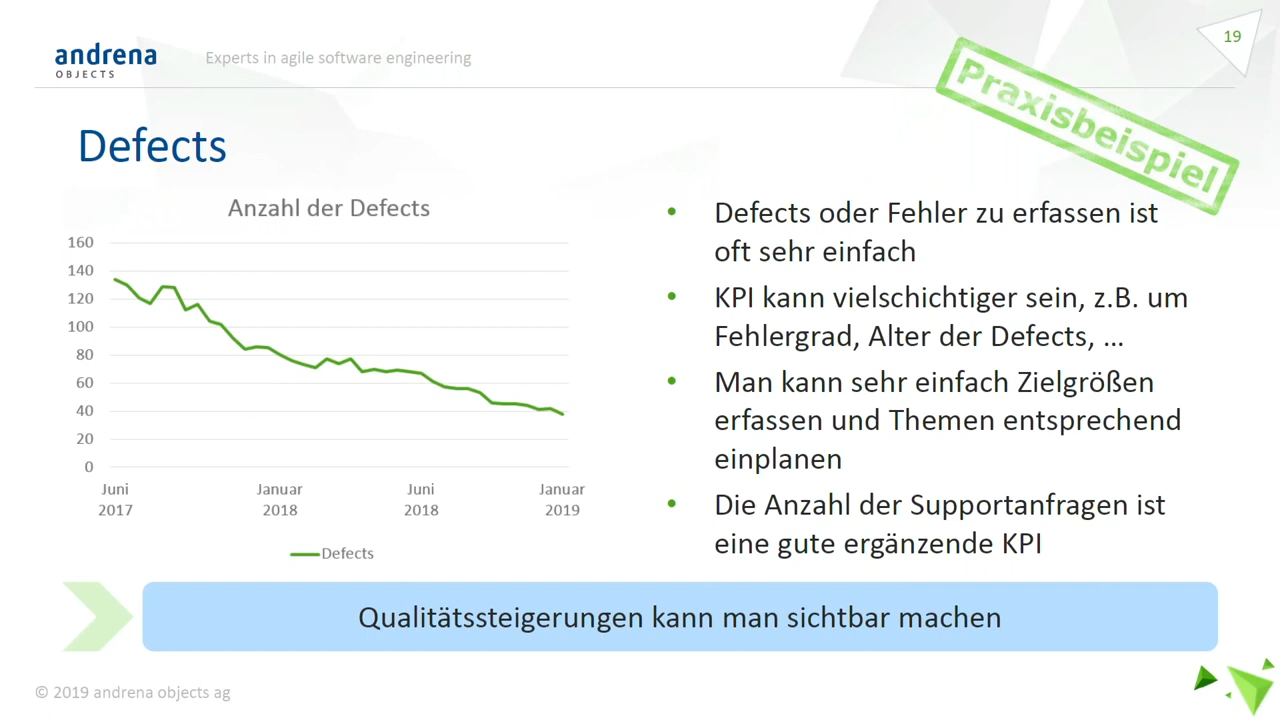 andrena
OBJECTS
Experts in agile software engineering
19
Praxisbeispiel
Defects
Anzahl der Defects
160
140
120
100
80
60
40
20
0
Juni
2017
Januar
2018
Juni
2018
Januar
2019
Defects
• Defects oder Fehler zu erfassen ist
oft sehr einfach
• KPI kann vielschichtiger sein, z.B. um
Fehlergrad, Alter der Defects, ...
• Man kann sehr einfach Zielgrößen
erfassen und Themen entsprechend
einplanen
• Die Anzahl der Supportanfragen ist
eine gute ergänzende KPI
Qualitätssteigerungen kann man sichtbar machen
© 2019 andrena objects ag